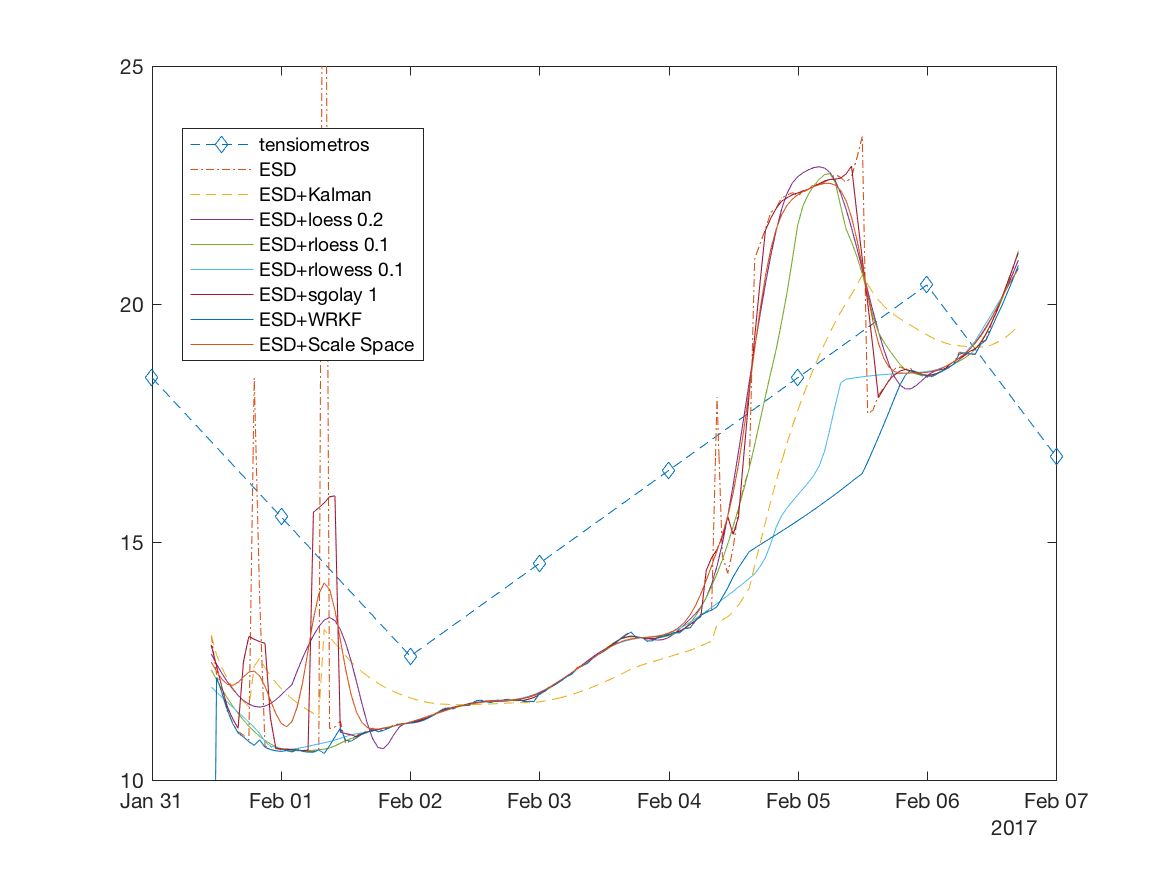 25
20
15
10
tensiometros
ESD
ESD+Kalman
ESD+loess 0.2
ESD+rloess 0.1
ESD+rlowess 0.1
ESD+sgolay 1
ESD+WRKF
ESD+Scale Space
Jan 31 Feb 01 Feb 02 Feb 03 Feb 04 Feb 05 Feb 06 Feb 07
2017